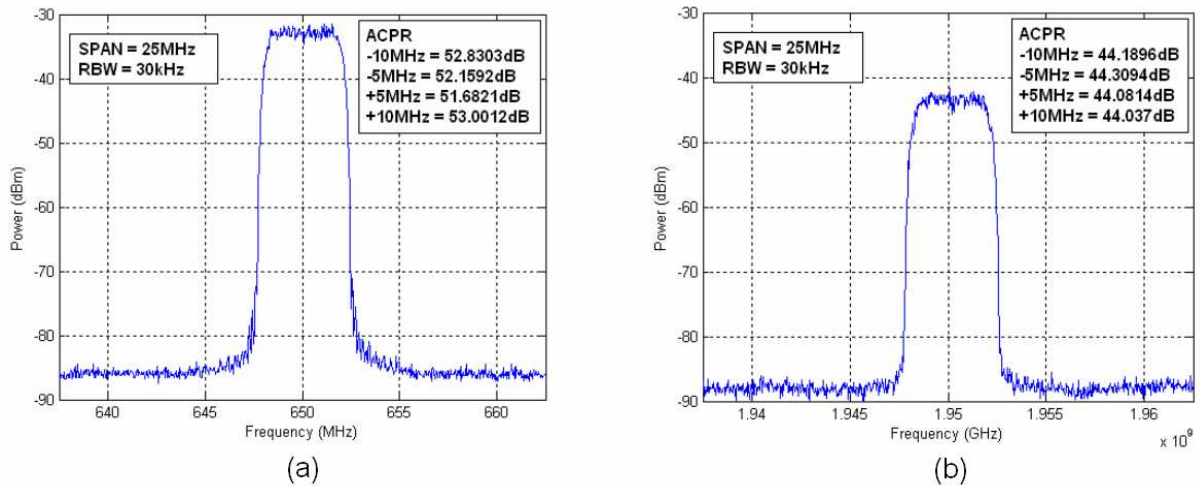 -30
-40
-50
-60
-70
-80
-90
Power (dBm)
SPAN = 25MHz
RBW = 30kHz
ACPR
-10MHz = 52.8303dB
-5MHz = 52.1592dB
+5MHz = 51.6821dB
+10MHz = 53.0012dB
640 645 650 655 660
Frequency (MHz)
(a)
-30
-40
-50
-60
-70
-80
-90
Power (dBm)
SPAN = 25MHz
RBW = 30kHz
ACPR
-10MHz = 44.1896dB
-5MHz = 44.3094dB
+5MHz = 44.0814dB
+10MHz = 44.037dB
1.94 1.945 1.95 1.955 1.96
Frequency (GHz)
x 10⁹
(b)